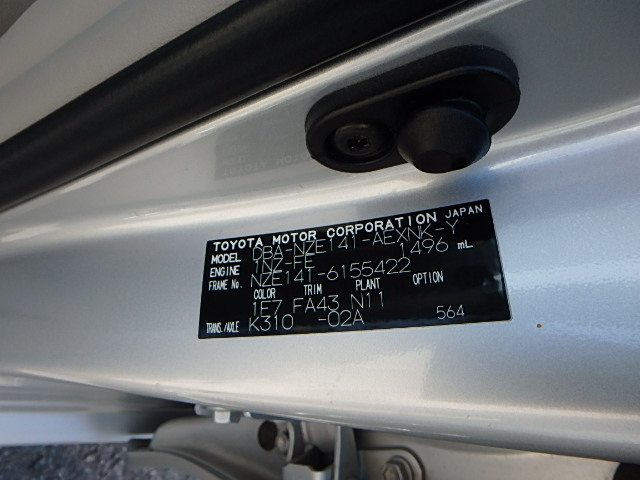 TOYOTA MOTOR CORPORATION JAPAN
MODEL DBA-NZE141-AEXNK-Y
ENGINE 1NZ-FE 1496 mL
FRAME No. NZE141-6155422
COLOR TRIM PLANT OPTION
1E7 FA43 N11
TRANS./AXLE K310 -02A 564